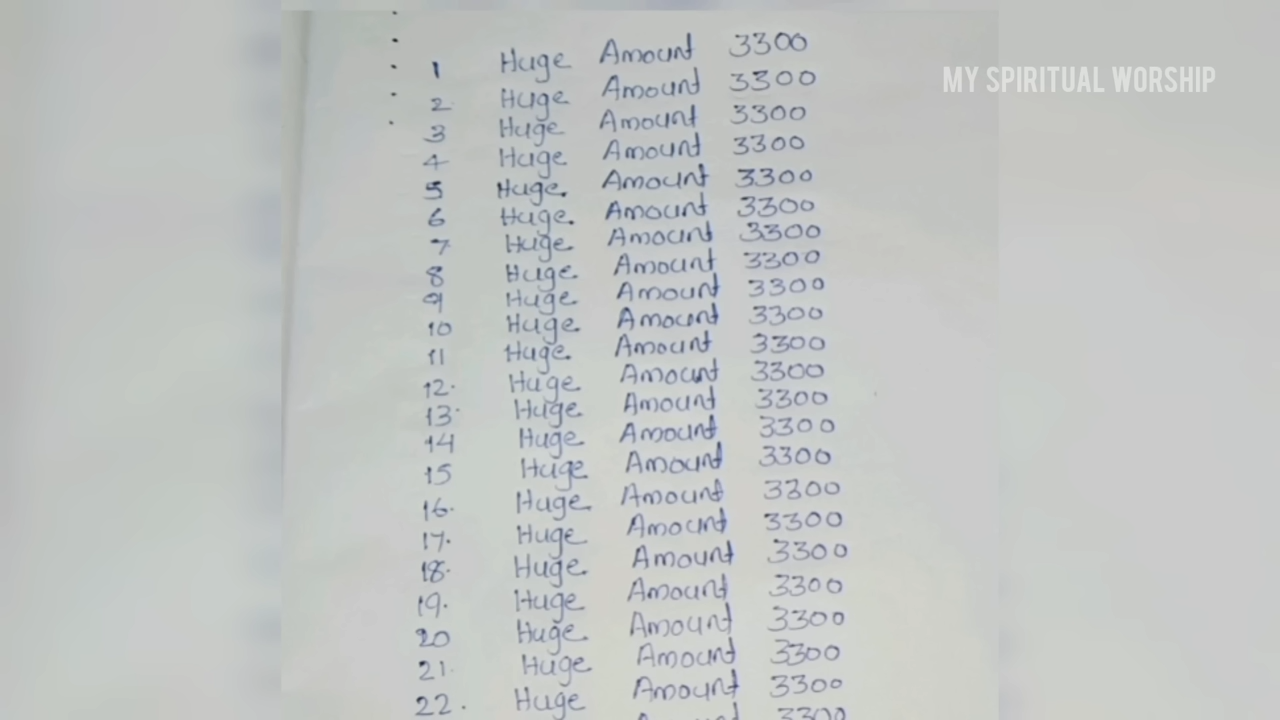 MY SPIRITUAL WORSHIP
1 Huge Amount 3300
2. Huge Amount 3300
3 Huge Amount 3300
4 Huge Amount 3300
5 Huge. Amount 3300
6 Huge. Amount 3300
7 Huge Amount 3300
8 Huge. Amount 3300
9 Huge Amount 3300
10 Huge Amount 3300
11 Huge Amount 3300
12. Huge Amount 3300
13. Huge Amount 3300
14 Huge Amount 3300
15 Huge Amount 3300
16. Huge Amount 3300
17. Huge Amount 3300
18. Huge Amount 3300
19. Huge Amount 3300
20 Huge Amount 3300
21. Huge Amount 3300
22. Huge Amount 3300
3300